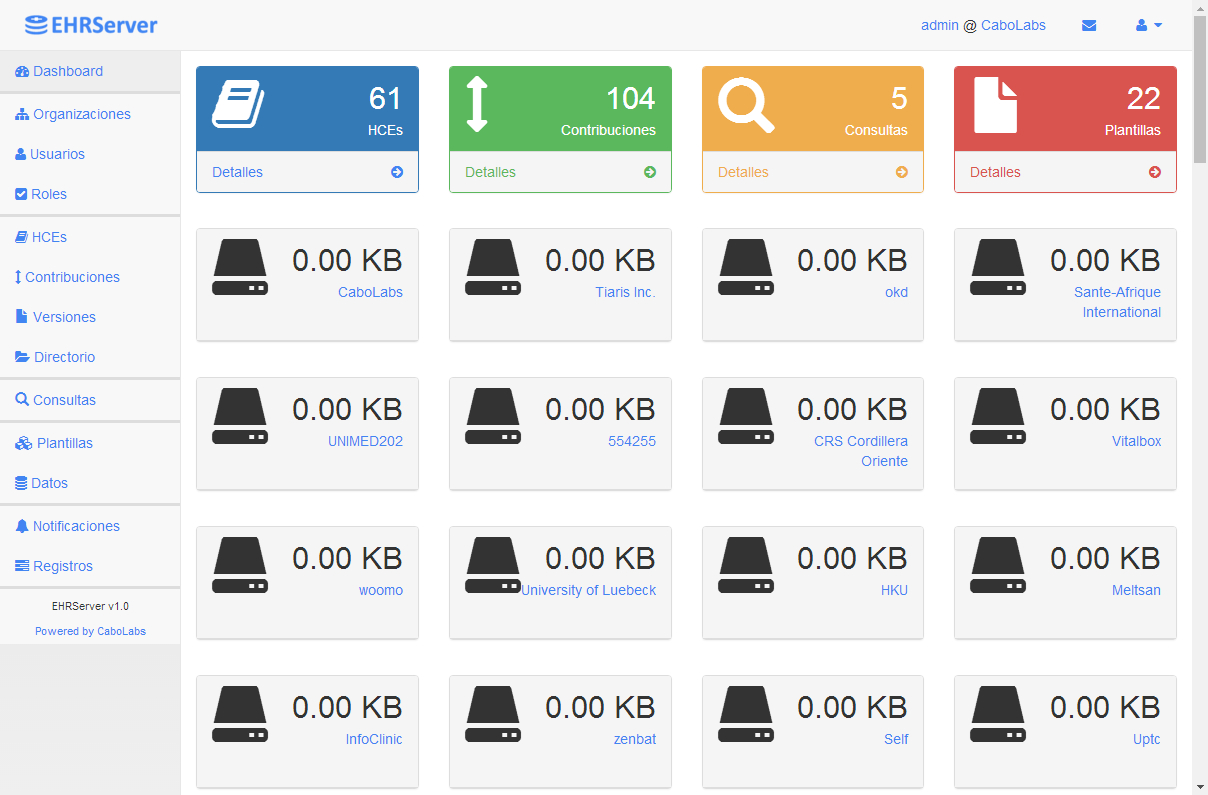 EHRServer
admin @ CaboLabs
Dashboard
Organizaciones
Usuarios
Roles
HCEs
Contribuciones
Versiones
Directorio
Consultas
Plantillas
Datos
Notificaciones
Registros
EHRServer v1.0
Powered by CaboLabs
61
HCEs
Detalles
104
Contribuciones
Detalles
5
Consultas
Detalles
22
Plantillas
Detalles
0.00 KB
CaboLabs
0.00 KB
Tiaris Inc.
0.00 KB
okd
0.00 KB
Sante-Afrique
International
0.00 KB
UNIMED202
0.00 KB
554255
0.00 KB
CRS Cordillera
Oriente
0.00 KB
Vitalbox
0.00 KB
woomo
0.00 KB
University of Luebeck
0.00 KB
HKU
0.00 KB
Meltsan
0.00 KB
InfoClinic
0.00 KB
zenbat
0.00 KB
Self
0.00 KB
Uptc